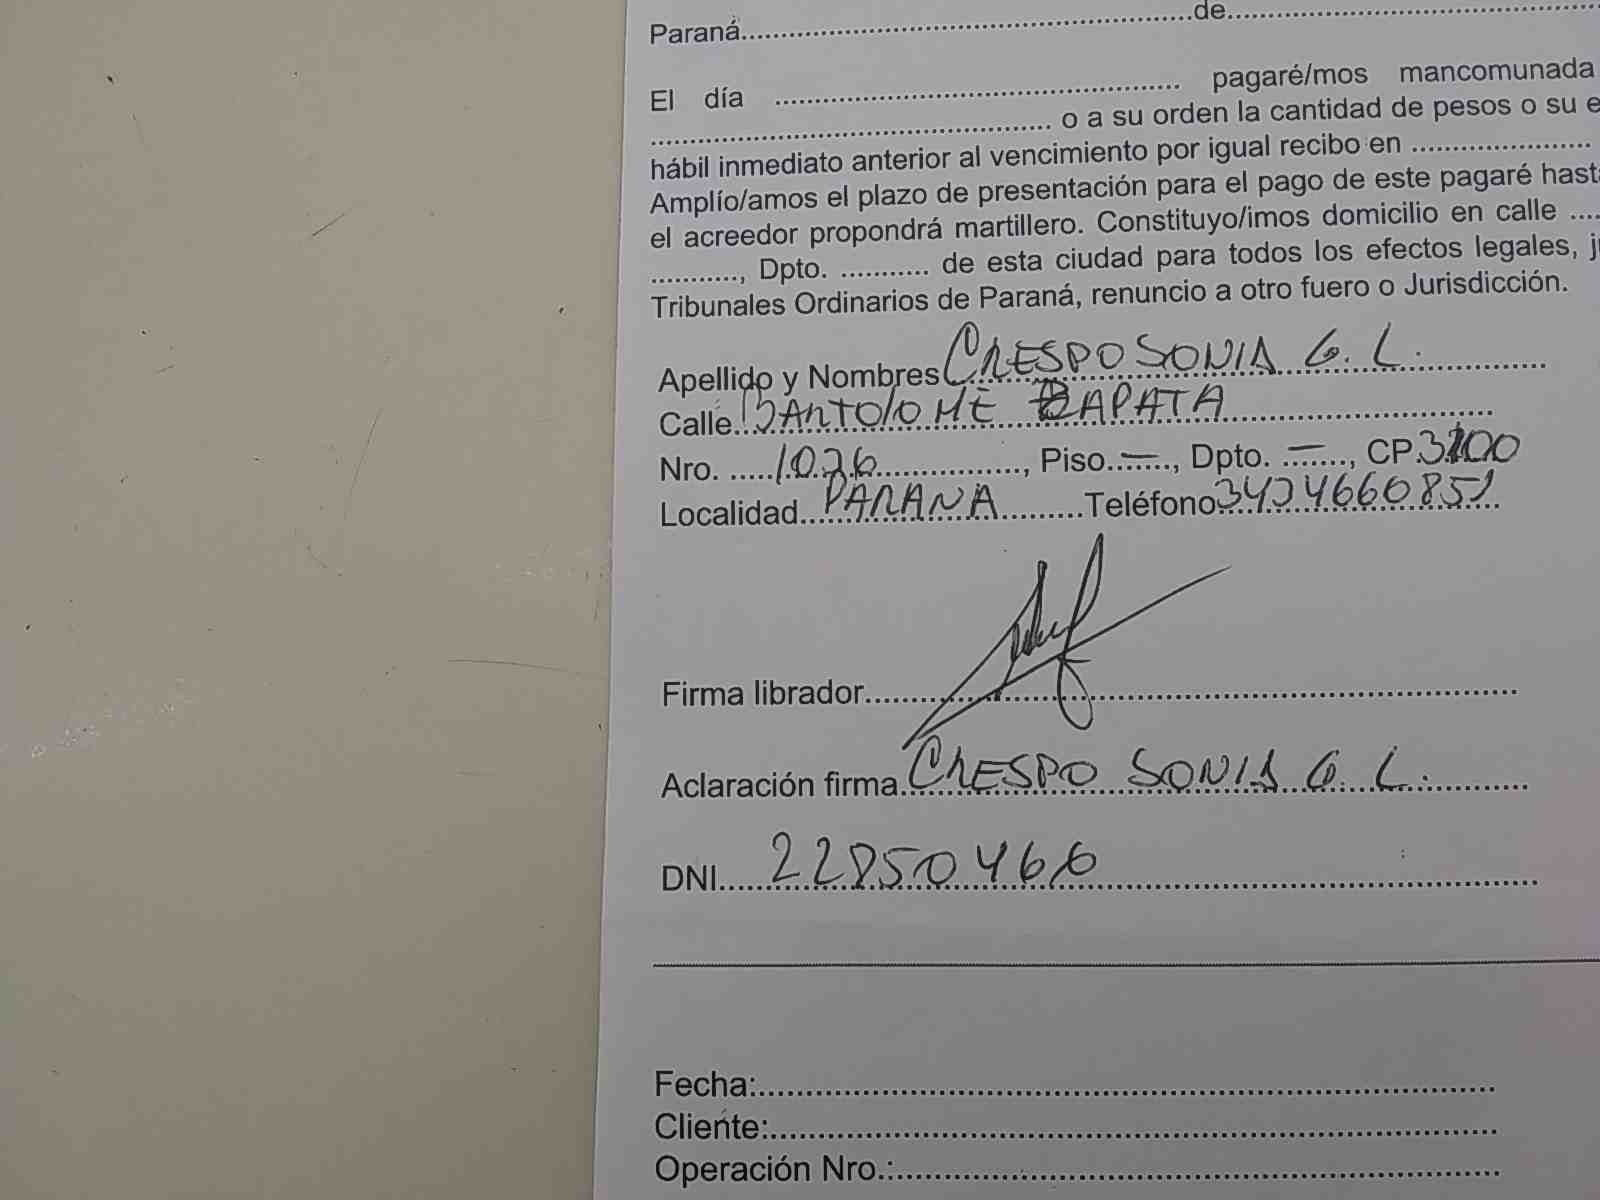 Paraná..............................................................de....................................................
El día .................................................... pagaré/mos mancomunada
.................................................... o a su orden la cantidad de pesos o su e
hábil inmediato anterior al vencimiento por igual recibo en .......................
Amplío/amos el plazo de presentación para el pago de este pagaré hasta
el acreedor propondrá martillero. Constituyo/imos domicilio en calle ....
..........., Dpto. ........... de esta ciudad para todos los efectos legales, ju
Tribunales Ordinarios de Paraná, renuncio a otro fuero o Jurisdicción.
Apellido y Nombres CRESPO SONIA G. L.
Calle BARTOLOMÉ ZAPATA
Nro. 1026, Piso —, Dpto. —, CP 3100
Localidad PARANA Teléfono 3434660851
Firma librador
Aclaración firma CRESPO SONIA G. L.
DNI 22850466
Fecha:
Cliente:
Operación Nro.: